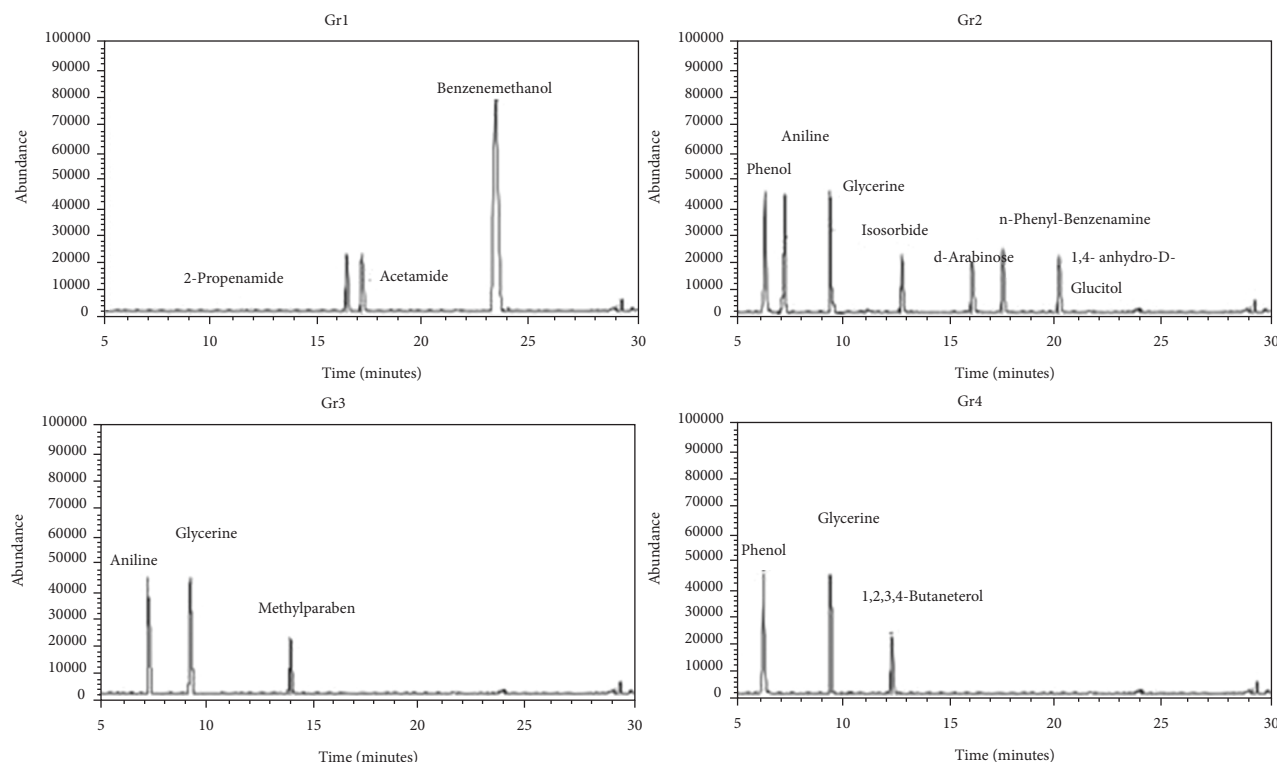 Gr1
100000
90000
80000
70000
60000
50000
40000
30000
20000
10000
0
Abundance
Benzenemethanol
2-Propenamide
Acetamide
5
10
15
20
25
30
Time (minutes)
Gr2
100000
90000
80000
70000
60000
50000
40000
30000
20000
10000
0
Abundance
Aniline
Phenol
Glycerine
n-Phenyl-Benzenamine
Isosorbide
d-Arabinose
1,4- anhydro-D-
Glucitol
5
10
15
20
25
30
Time (minutes)
Gr3
100000
90000
80000
70000
60000
50000
40000
30000
20000
10000
0
Abundance
Glycerine
Aniline
Methylparaben
5
10
15
20
25
30
Time (minutes)
Gr4
100000
90000
80000
70000
60000
50000
40000
30000
20000
10000
0
Abundance
Glycerine
Phenol
1,2,3,4-Butaneterol
5
10
15
20
25
30
Time (minutes)